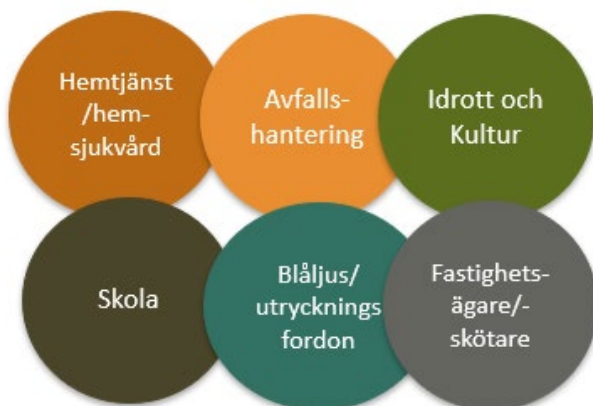 Hemtjänst
/hem-
sjukvård
Avfalls-
hantering
Idrott och
Kultur
Skola
Blåljus/
utrycknings
fordon
Fastighets-
ägare/-
skötare